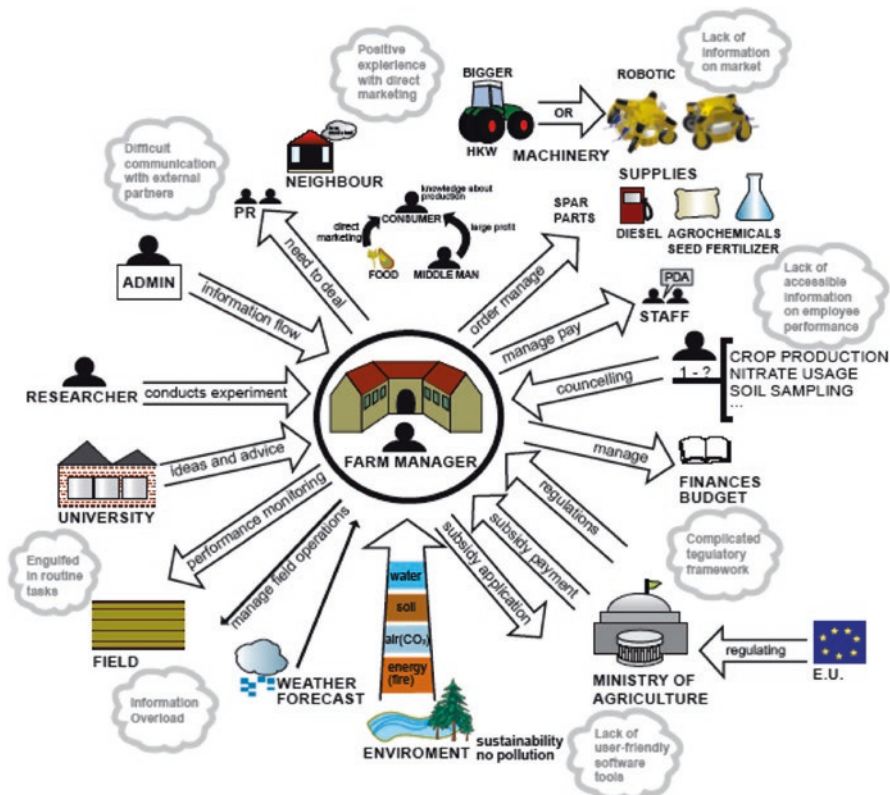 Positive
expierience
with direct
marketing
Lack of
information
on market
BIGGER
HKW
OR
MACHINERY
ROBOTIC
SUPPLIES
Difficult
communication
with external
partners
NEIGHBOUR
PR
knowledge about
production
CONSUMER
direct
marketing
large profit
FOOD
MIDDLE MAN
SPAR
PARTS
DIESEL
AGROCHEMICALS
SEED FERTILIZER
ADMIN
need to deal
information flow
order manage
PDA
STAFF
manage pay
Lack of
accessible
information
on employee
performance
RESEARCHER
conducts experiment
councelling
1 - ?
CROP PRODUCTION
NITRATE USAGE
SOIL SAMPLING
...
FARM MANAGER
UNIVERSITY
ideas and advice
manage
FINANCES
BUDGET
performance monitoring
manage field operations
regulations
subsidy payment
subsidy application
Complicated
tegulatory
framework
Engulfed
in routine
tasks
FIELD
water
soil
air(CO₂)
energy
(fire)
WEATHER
FORECAST
Information
Overload
MINISTRY OF
AGRICULTURE
regulating
E.U.
ENVIROMENT
sustainability
no pollution
Lack of
user-friendly
software
tools